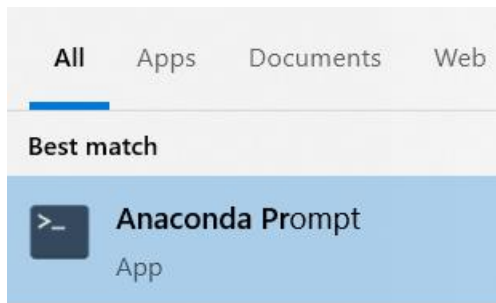 All Apps Documents Web
Best match
>_ Anaconda Prompt
App